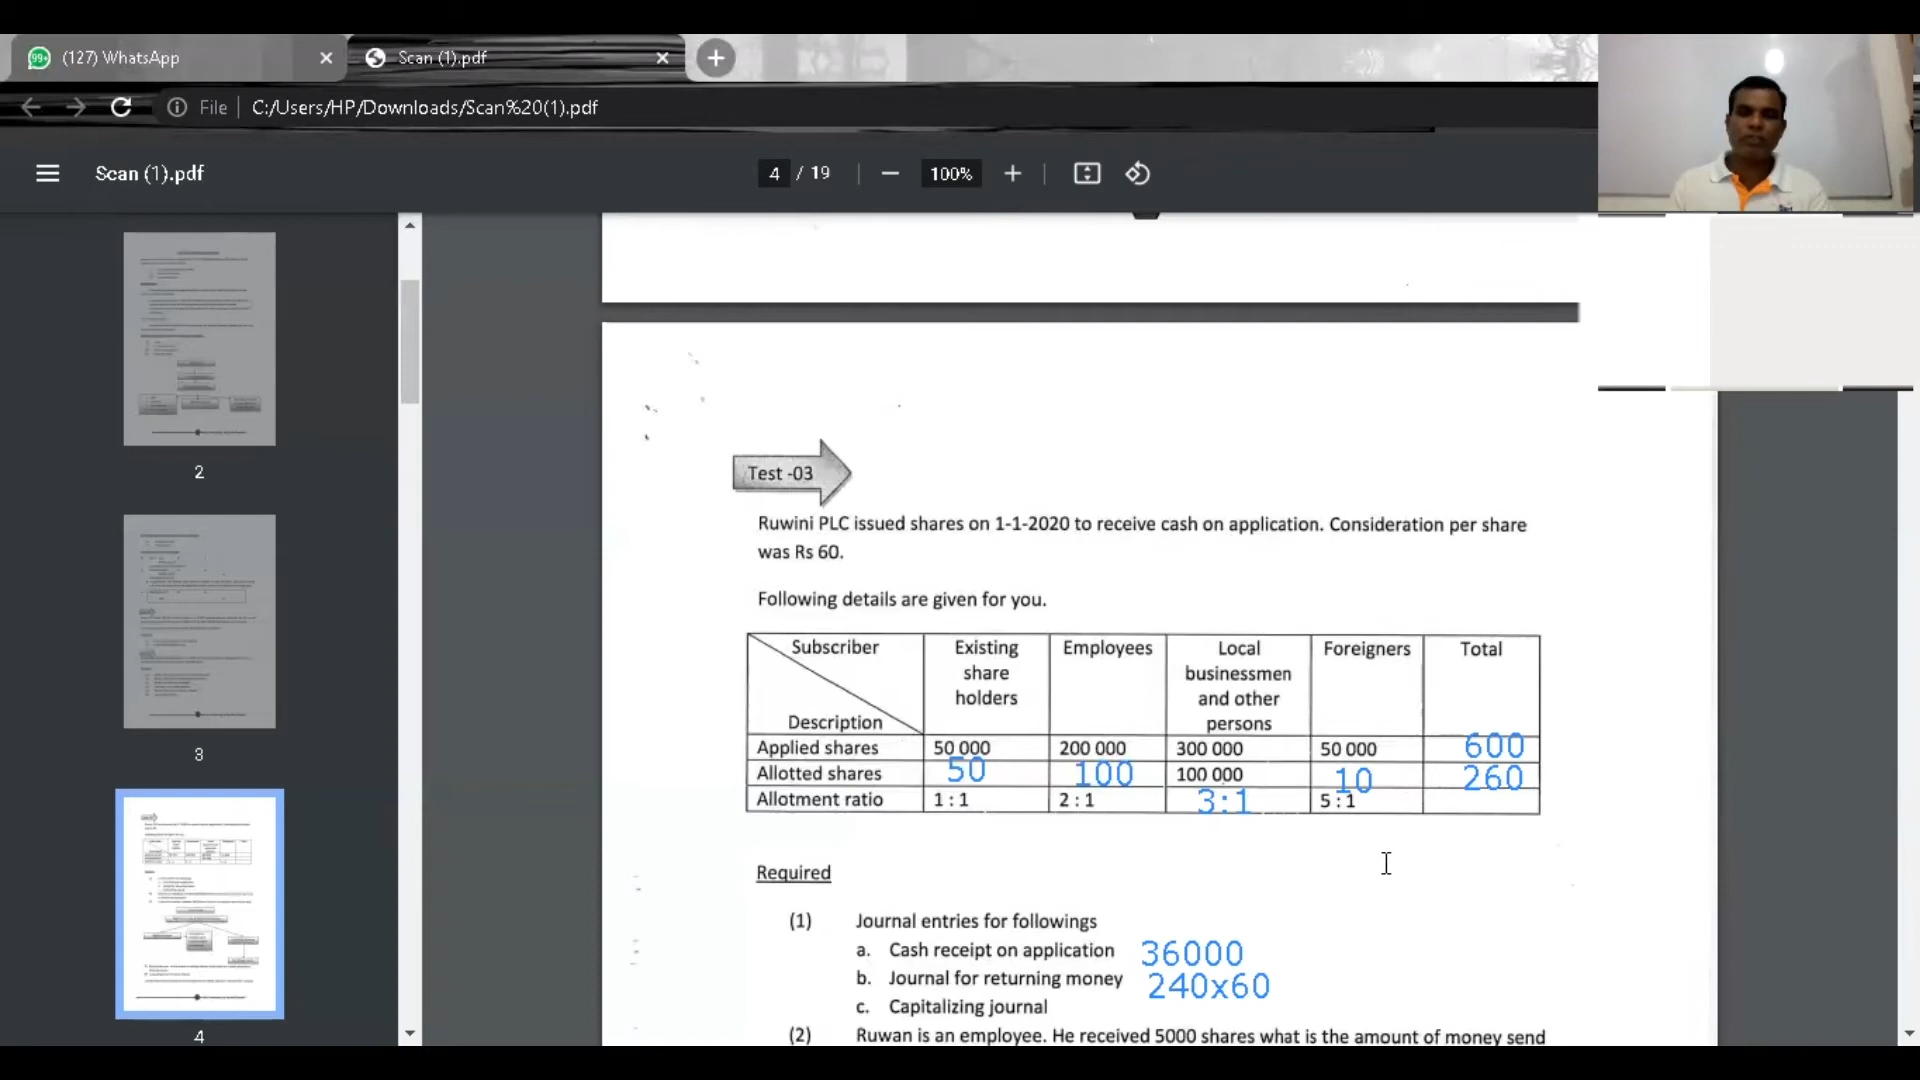 (127) WhatsApp
Scan (1).pdf
File
C:/Users/HP/Downloads/Scan%20(1).pdf
Scan (1).pdf
4 / 19
100%
2
3
4
Test -03
Ruwini PLC issued shares on 1-1-2020 to receive cash on application. Consideration per share
was Rs 60.
Following details are given for you.
Subscriber
Description
Existing share holders
Employees
Local businessmen and other persons
Foreigners
Total
Applied shares 50 000 200 000 300 000 50 000 600
Allotted shares 50 100 100 000 10 260
Allotment ratio 1 : 1 2 : 1 3:1 5 : 1
Required
(1) Journal entries for followings
a. Cash receipt on application 36000
b. Journal for returning money 240x60
c. Capitalizing journal
(2) Ruwan is an employee. He received 5000 shares what is the amount of money send